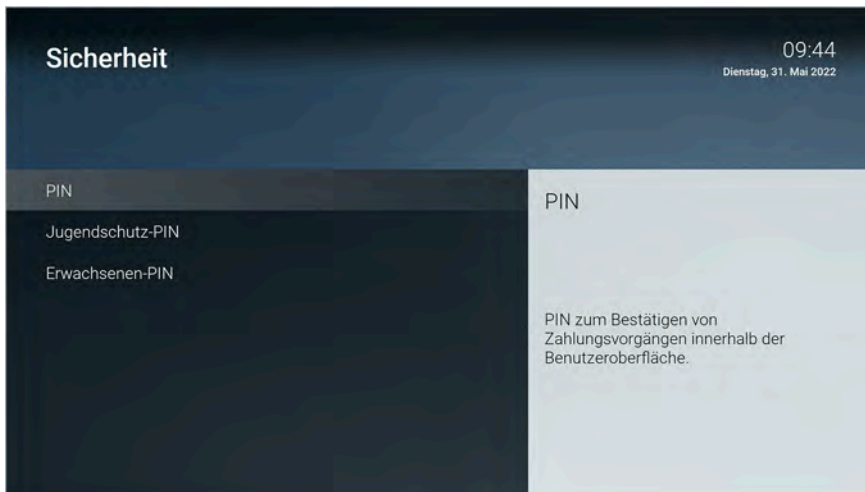 Sicherheit
09:44
Dienstag, 31. Mai 2022
PIN
Jugendschutz-PIN
Erwachsenen-PIN
PIN
PIN zum Bestätigen von
Zahlungsvorgängen innerhalb der
Benutzeroberfläche.